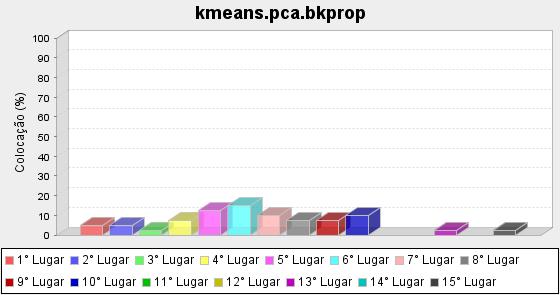 kmeans.pca.bkprop
Colocação (%)
100
90
80
70
60
50
40
30
20
10
0
1° Lugar 2° Lugar 3° Lugar 4° Lugar 5° Lugar 6° Lugar 7° Lugar 8° Lugar
9° Lugar 10° Lugar 11° Lugar 12° Lugar 13° Lugar 14° Lugar 15° Lugar